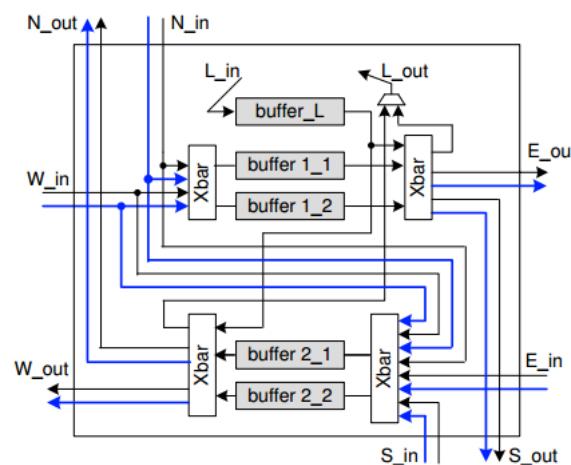 N_out N_in
L_in L_out
buffer_L
E_ou
buffer 1_1
Xbar Xbar
W_in
buffer 1_2
buffer 2_1
Xbar Xbar
W_out E_in
buffer 2_2
S_in S_out